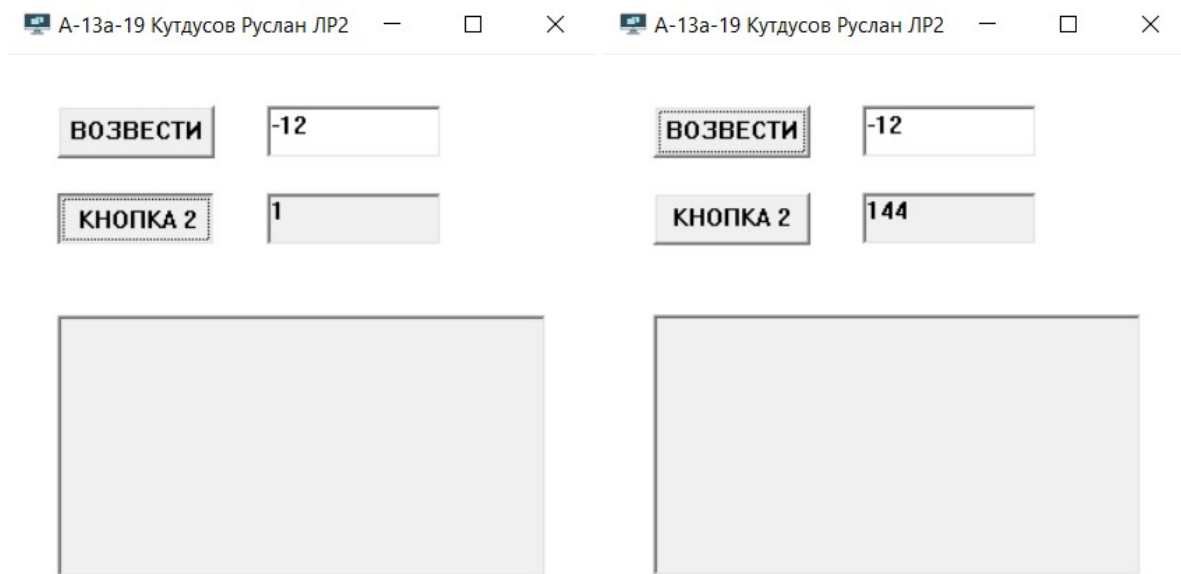 А-13а-19 Кутдусов Руслан ЛР2
ВОЗВЕСТИ
-12
КНОПКА 2
1
А-13а-19 Кутдусов Руслан ЛР2
ВОЗВЕСТИ
-12
КНОПКА 2
144